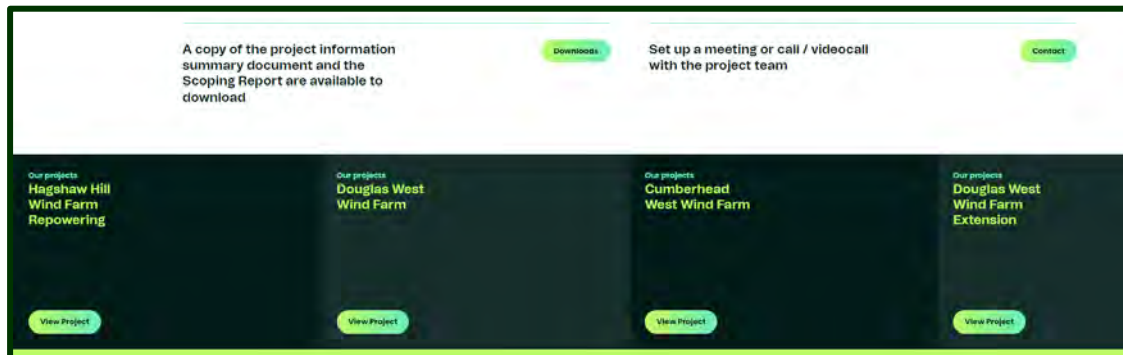 A copy of the project information
summary document and the
Scoping Report are available to
download
Downloads
Set up a meeting or call / videocall
with the project team
Contact
Our projects
Hagshaw Hill
Wind Farm
Repowering
View Project
Our projects
Douglas West
Wind Farm
View Project
Our projects
Cumberhead
West Wind Farm
View Project
Our projects
Douglas West
Wind Farm
Extension
View Project